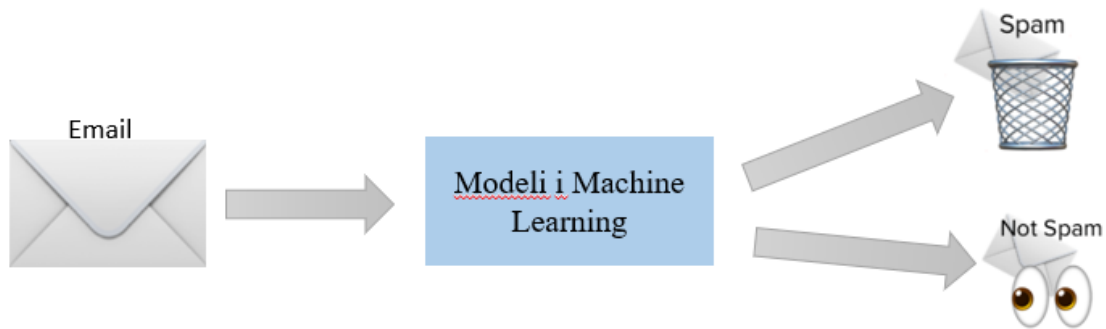 Email
Modeli i Machine
Learning
Spam
Not Spam